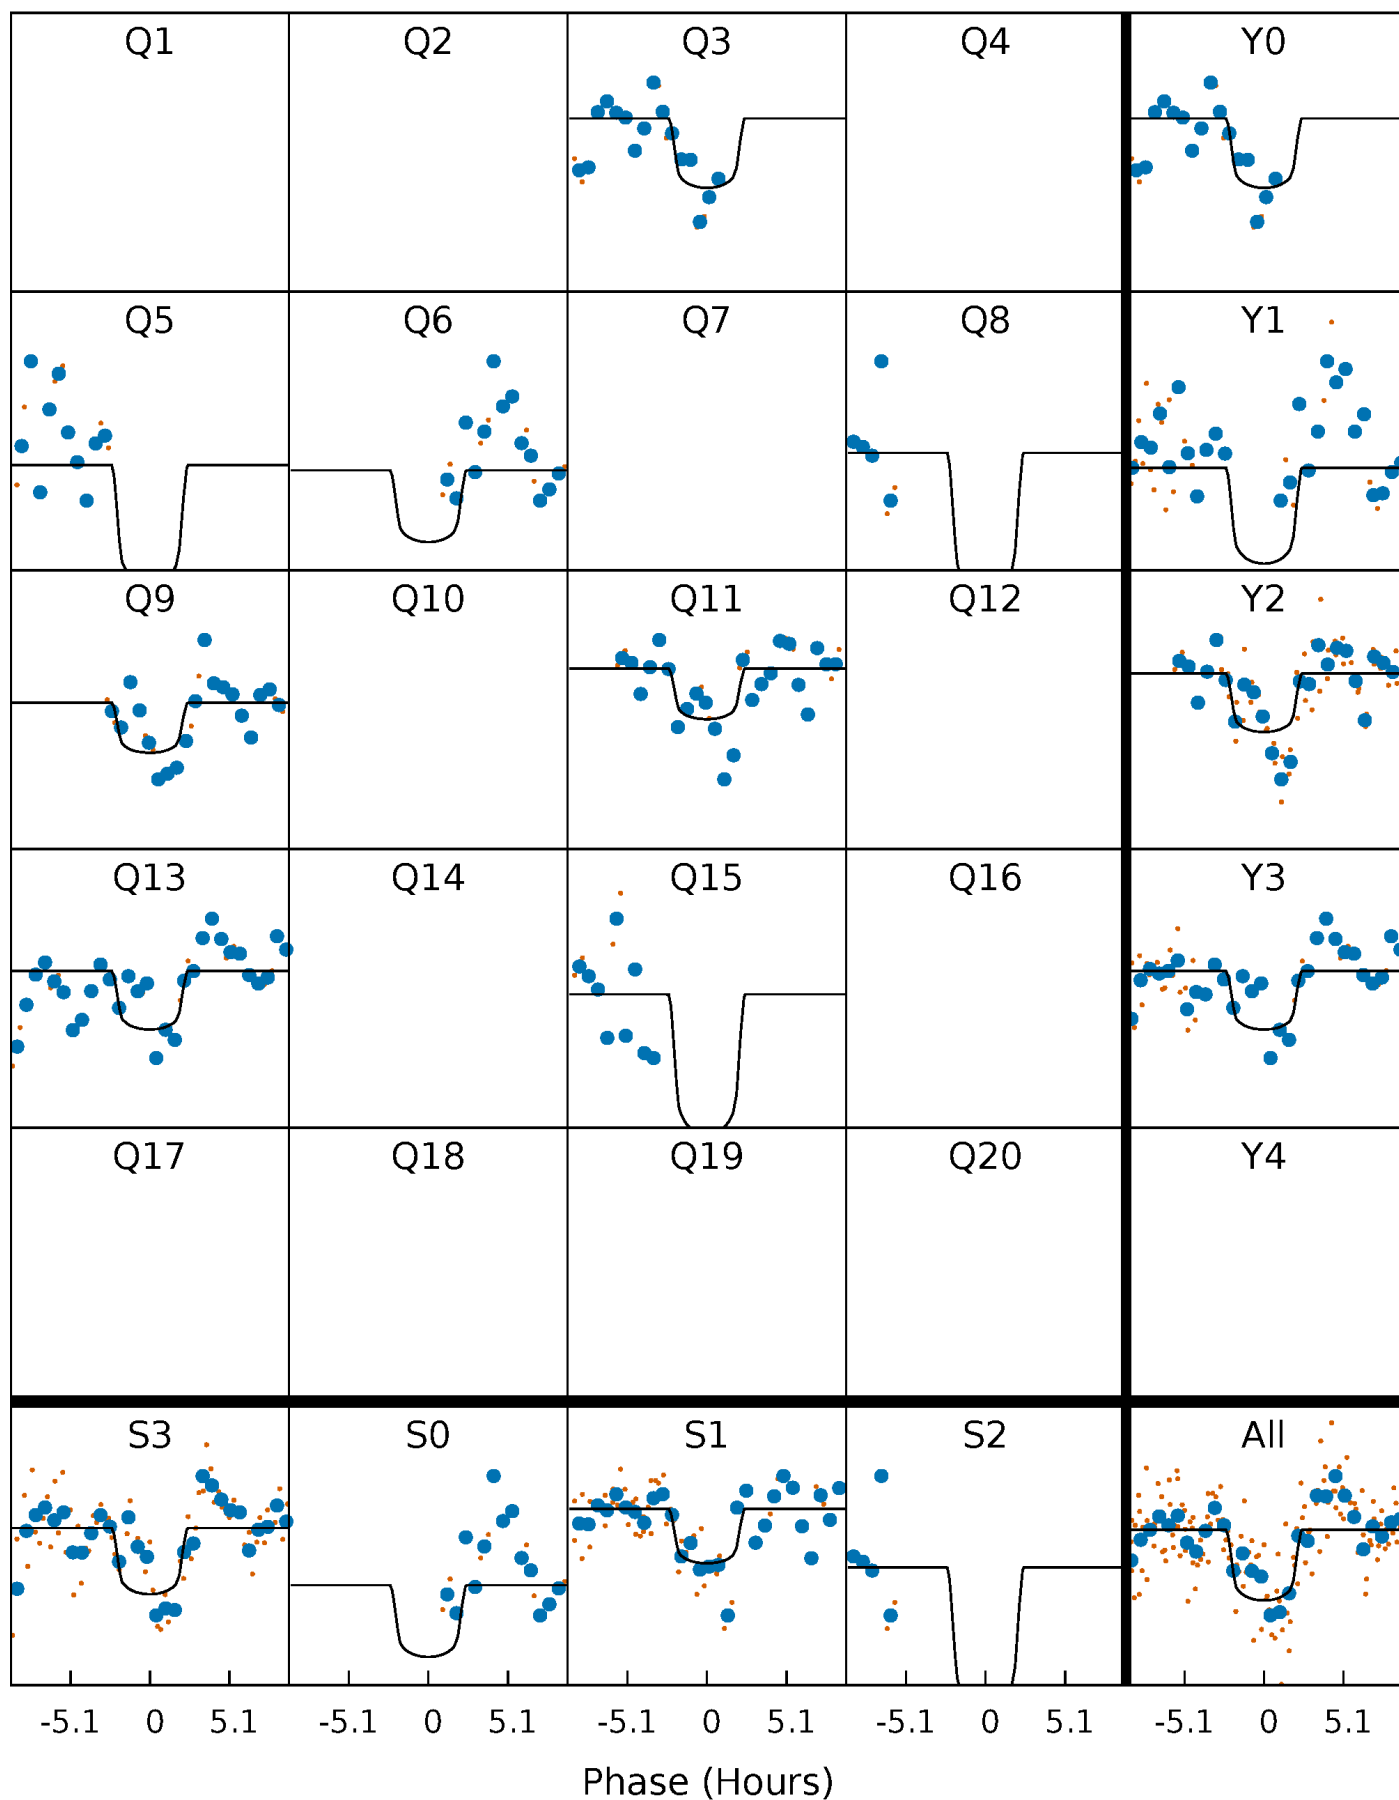 Q1 Q2 Q3 Q4 Y0
Q5 Q6 Q7 Q8 Y1
Q9 Q10 Q11 Q12 Y2
Q13 Q14 Q15 Q16 Y3
Q17 Q18 Q19 Q20 Y4
S3 S0 S1 S2 All
-5.1 0 5.1 -5.1 0 5.1 -5.1 0 5.1 -5.1 0 5.1 -5.1 0 5.1
Phase (Hours)